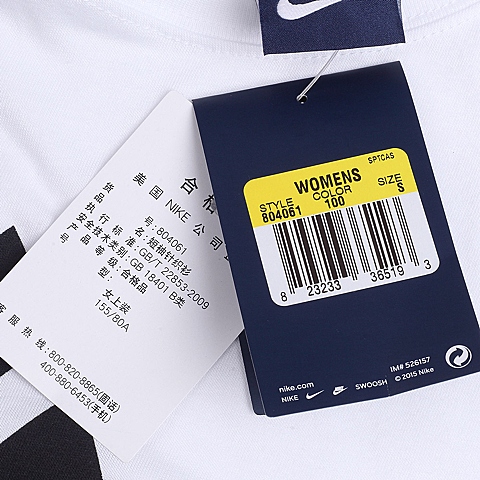 合格
美国 NIKE 公司
货 号: 804061
品 名: 短袖针织衫
执行标准: GB/T 22853-2009
安全技术类别: GB 18401 B类
产品等级: 合格品
号 型:
女上装
155/80A
客服热线: 800-820-8865(固话)
400-880-6453(手机)
SPTCAS
WOMENS
STYLE COLOR SIZE
804061 100 S
8 23233 36519 3
IM# 526157
nike.com
NIKE SWOOSH © 2015 Nike